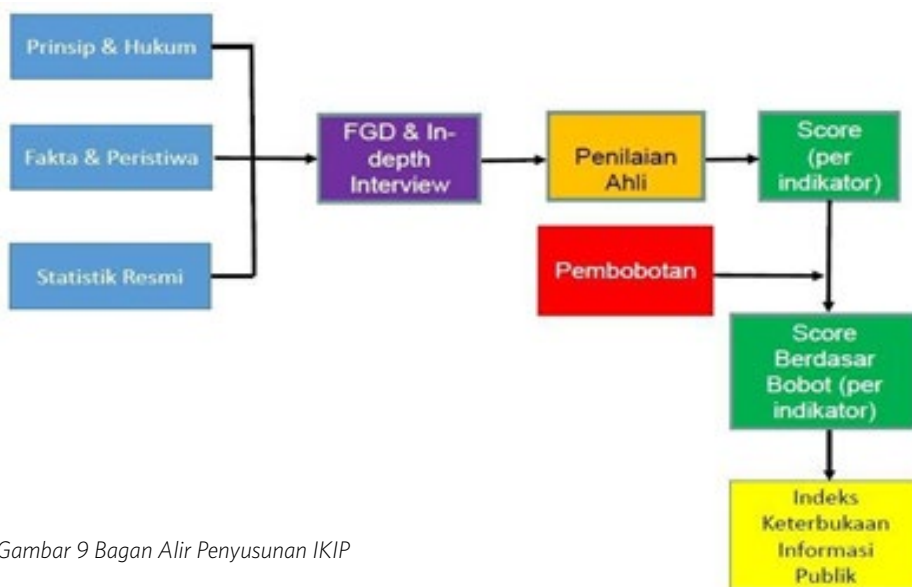 Prinsip & Hukum
Fakta & Peristiwa
Statistik Resmi
FGD & In-
depth
Interview
Penilaian
Ahli
Score
(per
indikator)
Pembobotan
Score
Berdasar
Bobot (per
indikator)
Indeks
Keterbukaan
Informasi
Publik
Gambar 9 Bagan Alir Penyusunan IKIP